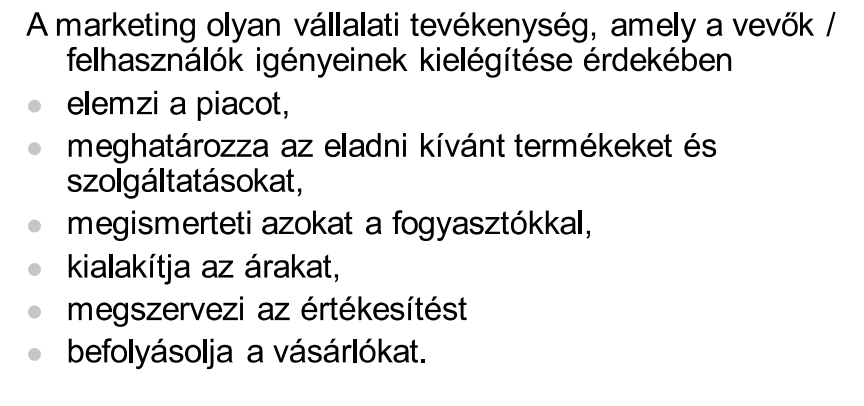 A marketing olyan vállalati tevékenység, amely a vevők /
felhasználók igényeinek kielégítése érdekében
● elemzi a piacot,
● meghatározza az eladni kívánt termékeket és
szolgáltatásokat,
● megismerteti azokat a fogyasztókkal,
● kialakítja az árakat,
● megszervezi az értékesítést
● befolyásolja a vásárlókat.